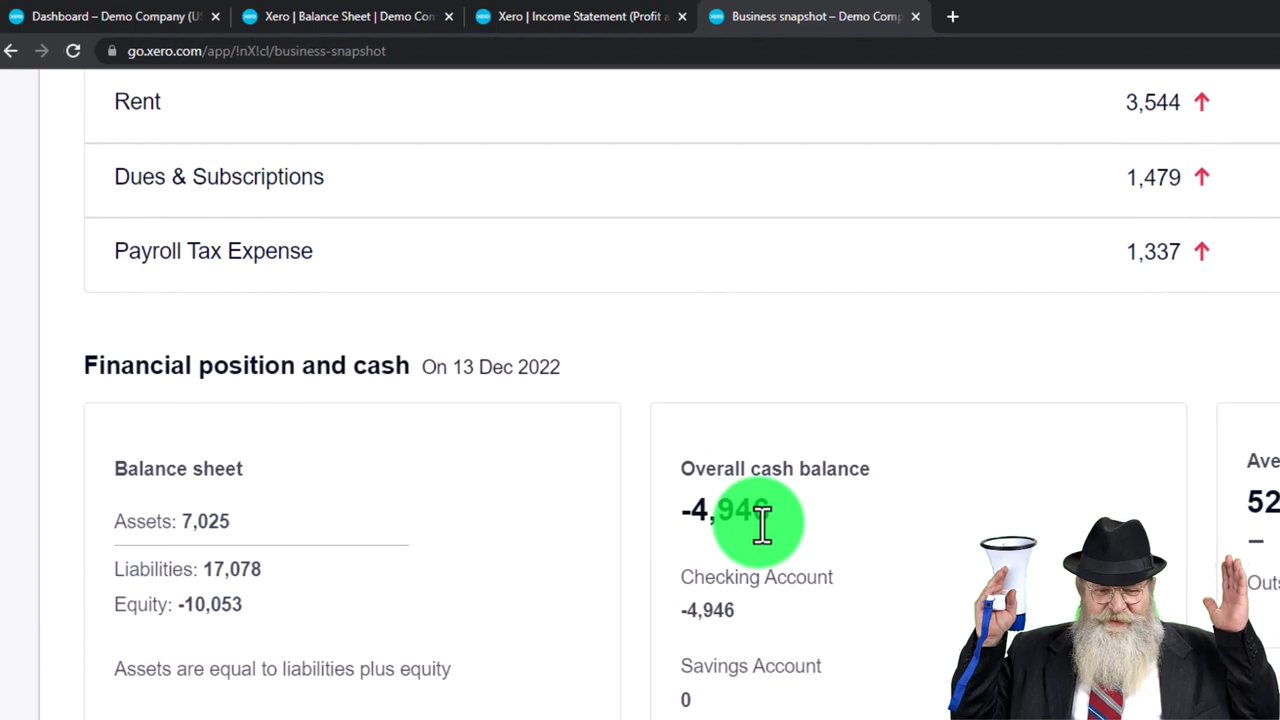 Dashboard – Demo Company (U
Xero | Balance Sheet | Demo Com
Xero | Income Statement (Profit a
Business snapshot – Demo Comp
go.xero.com/app/!nX!cl/business-snapshot
Rent 3,544
Dues & Subscriptions 1,479
Payroll Tax Expense 1,337
Financial position and cash On 13 Dec 2022
Balance sheet
Assets: 7,025
Liabilities: 17,078
Equity: -10,053
Assets are equal to liabilities plus equity
Overall cash balance
-4,946
Checking Account
-4,946
Savings Account
0
Ave
52
–
Outs